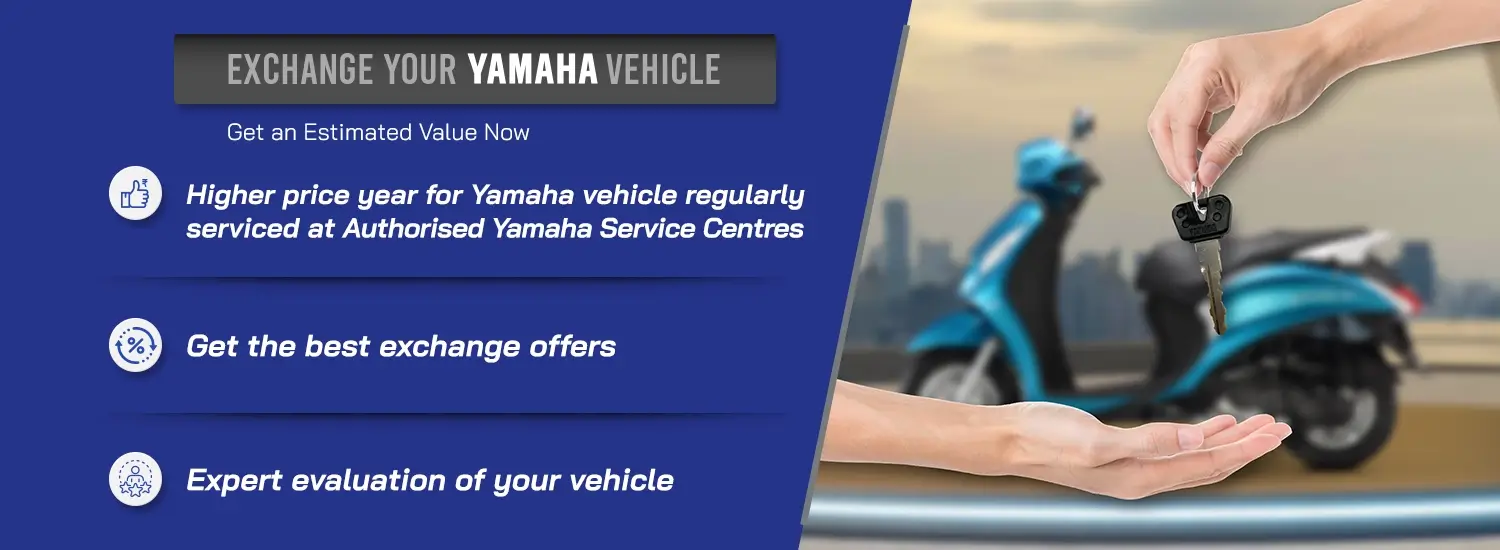 EXCHANGE YOUR YAMAHA VEHICLE
Get an Estimated Value Now
Higher price year for Yamaha vehicle regularly
serviced at Authorised Yamaha Service Centres
Get the best exchange offers
Expert evaluation of your vehicle